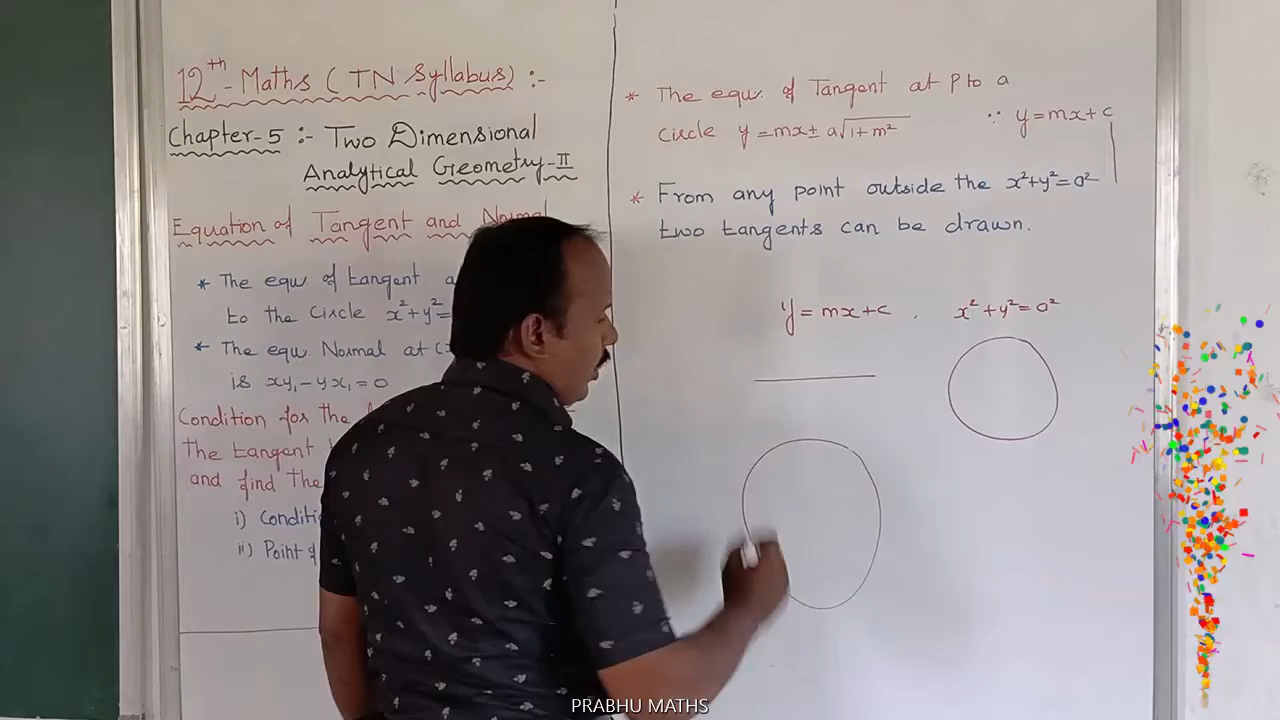 12th - Maths ( TN Syllabus) :-
Chapter-5 :- Two Dimensional
Analytical Geometry-II
Equation of Tangent and Normal
* The equ. of tangent
to the Circle x²+y²=
* The equ. Normal at (
is xy₁-yx₁=0
Condition for the
The tangent
and find the
i)
ii) Point of
* The equ. of Tangent at P to a
Circle y=mx±a√1+m² ∵ y=mx+c
* From any point outside the x²+y²=a²
two tangents can be drawn.
y=mx+c , x²+y²=a²
PRABHU MATHS